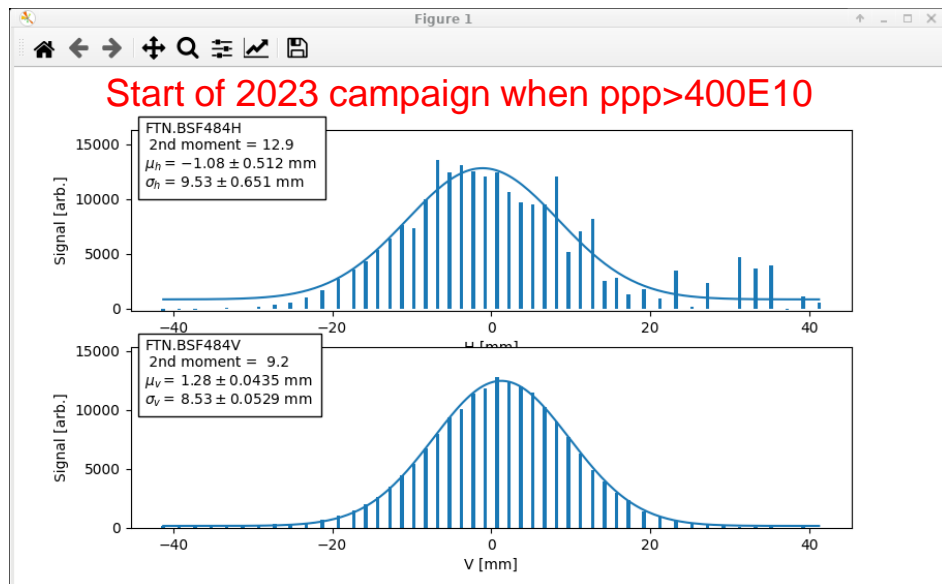 Figure 1
Start of 2023 campaign when ppp>400E10
FTN.BSF484H
2nd moment = 12.9
μₕ = −1.08 ± 0.512 mm
σₕ = 9.53 ± 0.651 mm
Signal [arb.]
15000
10000
5000
0
−40
−20
0
20
40
H [mm]
FTN.BSF484V
2nd moment =  9.2
μᵥ = 1.28 ± 0.0435 mm
σᵥ = 8.53 ± 0.0529 mm
Signal [arb.]
15000
10000
5000
0
−40
−20
0
20
40
V [mm]